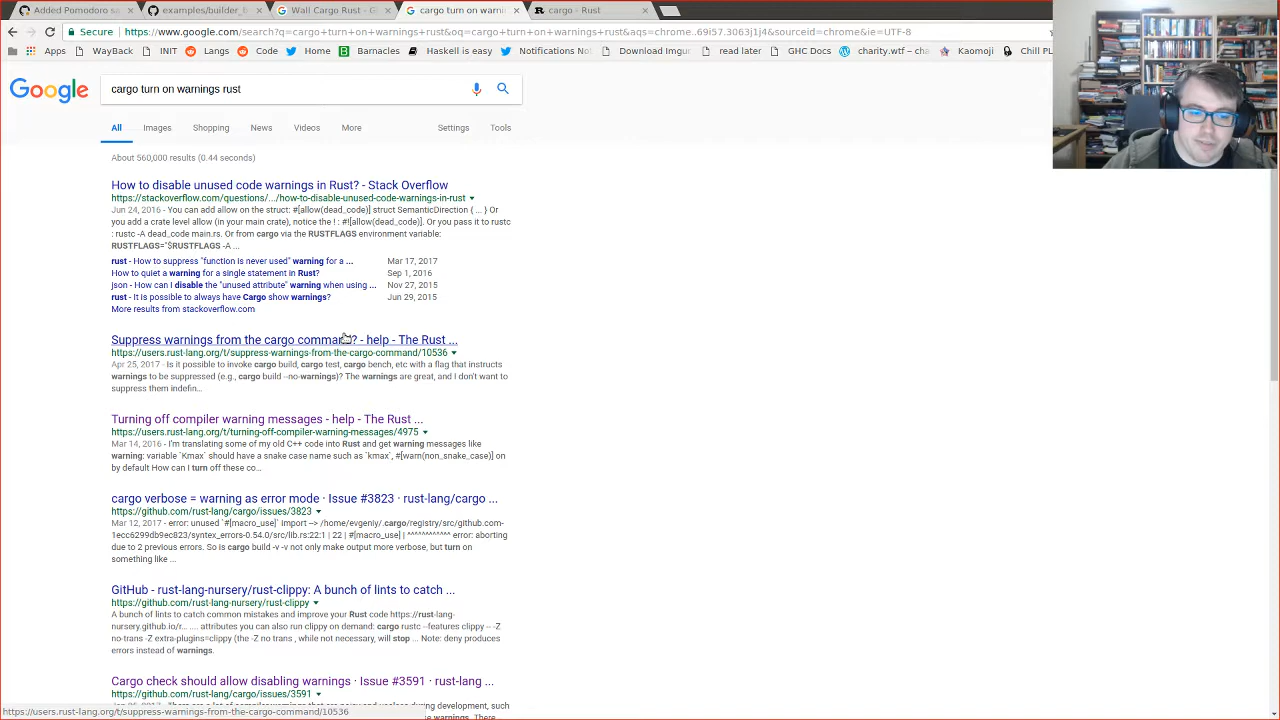 Added Pomodoro sa
examples/builder_b
Wall Cargo Rust - G
cargo turn on warni
cargo - Rust
Secure
https://www.google.com/search?q=cargo+turn+on+warnings+rust&oq=cargo+turn+on+warnings+rust&aqs=chrome..69i57.3063j1j4&sourceid=chrome&ie=UTF-8
Apps
WayBack
INIT
Langs
Code
Home
Barnacles
Haskell is easy
Notifications Not
Download Imgur
read later
GHC Docs
charity.wtf
Kaomoji
Chill PL
Google
cargo turn on warnings rust
All
Images
Shopping
News
Videos
More
Settings
Tools
About 560,000 results (0.44 seconds)
How to disable unused code warnings in Rust? - Stack Overflow
https://stackoverflow.com/questions/.../how-to-disable-unused-code-warnings-in-rust
Jun 24, 2016 - You can add allow on the struct: #[allow(dead_code)] struct SemanticDirection { ... } Or
you add a crate level allow (in your main crate), notice the ! : #![allow(dead_code)]. Or you pass it to rustc
: rustc -A dead_code main.rs. Or from cargo via the RUSTFLAGS environment variable:
RUSTFLAGS="$RUSTFLAGS -A ...
rust - How to suppress "function is never used" warning for a ... Mar 17, 2017
How to quiet a warning for a single statement in Rust? Sep 1, 2016
json - How can I disable the "unused attribute" warning when using ... Nov 27, 2015
rust - It is possible to always have Cargo show warnings? Jun 29, 2015
More results from stackoverflow.com
Suppress warnings from the cargo command? - help - The Rust ...
https://users.rust-lang.org/t/suppress-warnings-from-the-cargo-command/10536
Apr 25, 2017 - Is it possible to invoke cargo build, cargo test, cargo bench, etc with a flag that instructs
warnings to be suppressed (e.g., cargo build --no-warnings)? The warnings are great, and I don't want to
suppress them indefin...
Turning off compiler warning messages - help - The Rust ...
https://users.rust-lang.org/t/turning-off-compiler-warning-messages/4975
Mar 14, 2016 - I'm translating some of my old C++ code into Rust and get warning messages like
warning: variable `Kmax` should have a snake case name such as `kmax`, #[warn(non_snake_case)] on
by default How can I turn off these co...
cargo verbose = warning as error mode · Issue #3823 · rust-lang/cargo ...
https://github.com/rust-lang/cargo/issues/3823
Mar 12, 2017 - error: unused `#[macro_use]` import --> /home/evgeniy/.cargo/registry/src/github.com-
1ecc6299db9ec823/syntex_errors-0.54.0/src/lib.rs:22:1 | 22 | #[macro_use] | ^^^^^^^^^^^^ error: aborting
due to 2 previous errors. So is cargo build -v -v not only make output more verbose, but turn on
something like ...
GitHub - rust-lang-nursery/rust-clippy: A bunch of lints to catch ...
https://github.com/rust-lang-nursery/rust-clippy
A bunch of lints to catch common mistakes and improve your Rust code https://rust-lang-
nursery.github.io/r... .... attributes you can also run clippy on demand: cargo rustc --features clippy -- -Z
no-trans -Z extra-plugins=clippy (the -Z no trans , while not necessary, will stop ... Note: deny produces
errors instead of warnings.
Cargo check should allow disabling warnings · Issue #3591 · rust-lang ...
https://github.com/rust-lang/cargo/issues/3591
https://users.rust-lang.org/t/suppress-warnings-from-the-cargo-command/10536